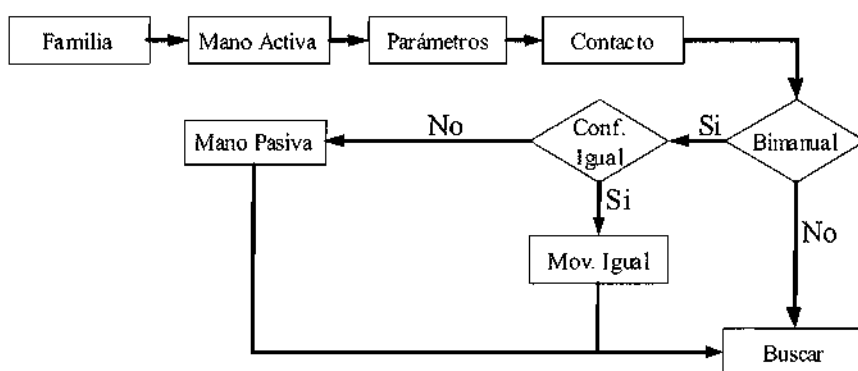 Familia
Mano Activa
Parámetros
Contacto
Bimanual
Si
Conf.
Igual
No
Mano Pasiva
Si
Mov. Igual
No
Buscar